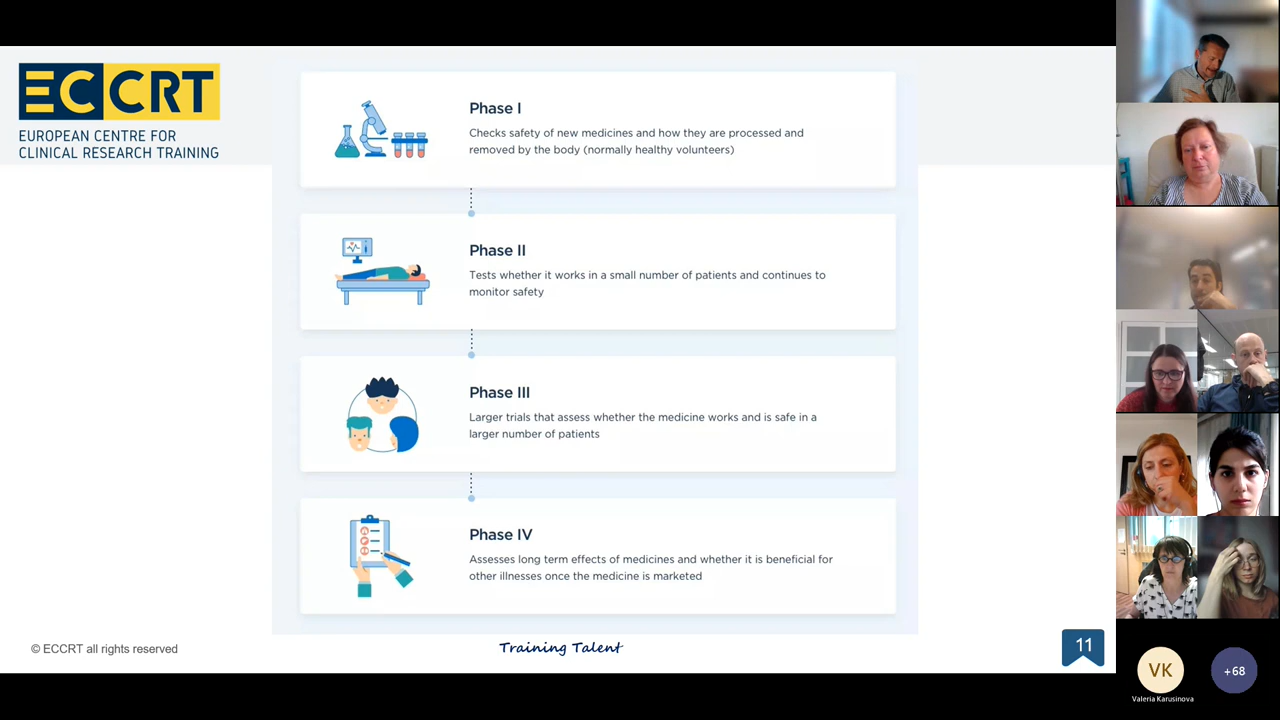 ECCRT
EUROPEAN CENTRE FOR
CLINICAL RESEARCH TRAINING
Phase I
Checks safety of new medicines and how they are processed and
removed by the body (normally healthy volunteers)
Phase II
Tests whether it works in a small number of patients and continues to
monitor safety
Phase III
Larger trials that assess whether the medicine works and is safe in a
larger number of patients
Phase IV
Assesses long term effects of medicines and whether it is beneficial for
other illnesses once the medicine is marketed
© ECCRT all rights reserved
Training Talent
11
VK
+68
Valeria Karusinova